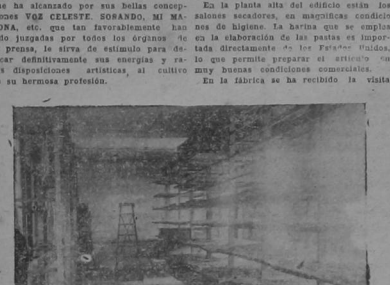 ue ha alcanzado por sus bellas concep-
ones VOZ CELESTE, SOÑANDO, MI MA-
ONA, etc. que tan favorablemente han
do juzgadas por todos los órganos de
prensa, le sirva de estímulo para de-
car definitivamente sus energías y ra-
s disposiciones artísticas al cultivo
su hermosa profesión.
En la planta alta del edificio están los
salones secadores, en magníficas condicio-
nes de higiene. La harina que se emplea
en la elaboración de las pastas es impor-
tada directamente de los Estados Unidos,
lo que permite preparar el artículo en
muy buenas condiciones comerciales.
En la fábrica se ha recibido la visita